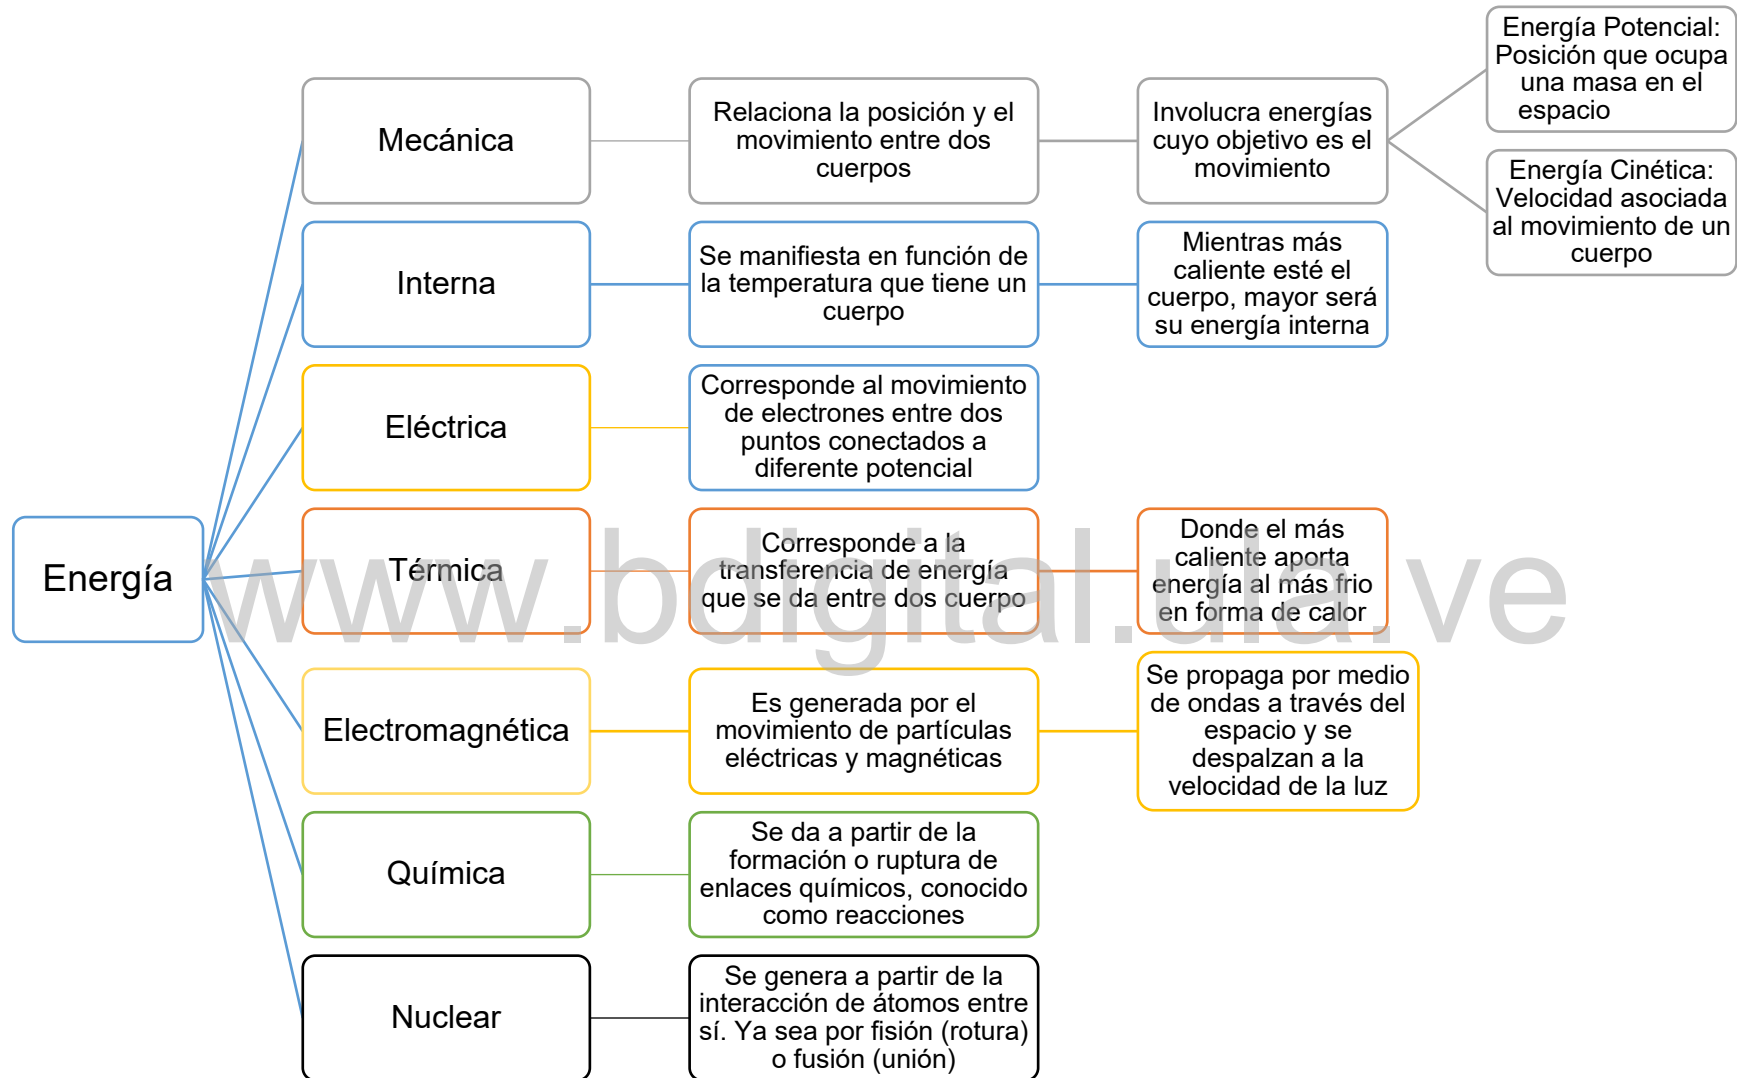 Energía
Mecánica
Relaciona la posición y el
movimiento entre dos
cuerpos
Involucra energías
cuyo objetivo es el
movimiento
Energía Potencial:
Posición que ocupa
una masa en el
espacio
Energía Cinética:
Velocidad asociada
al movimiento de un
cuerpo
Interna
Se manifiesta en función de
la temperatura que tiene un
cuerpo
Mientras más
caliente esté el
cuerpo, mayor será
su energía interna
Eléctrica
Corresponde al movimiento
de electrones entre dos
puntos conectados a
diferente potencial
Térmica
Corresponde a la
transferencia de energía
que se da entre dos cuerpo
Donde el más
caliente aporta
energía al más frio
en forma de calor
Electromagnética
Es generada por el
movimiento de partículas
eléctricas y magnéticas
Se propaga por medio
de ondas a través del
espacio y se
despalzan a la
velocidad de la luz
Química
Se da a partir de la
formación o ruptura de
enlaces químicos, conocido
como reacciones
Nuclear
Se genera a partir de la
interacción de átomos entre
sí. Ya sea por fisión (rotura)
o fusión (unión)
www.bdigital.ula.ve